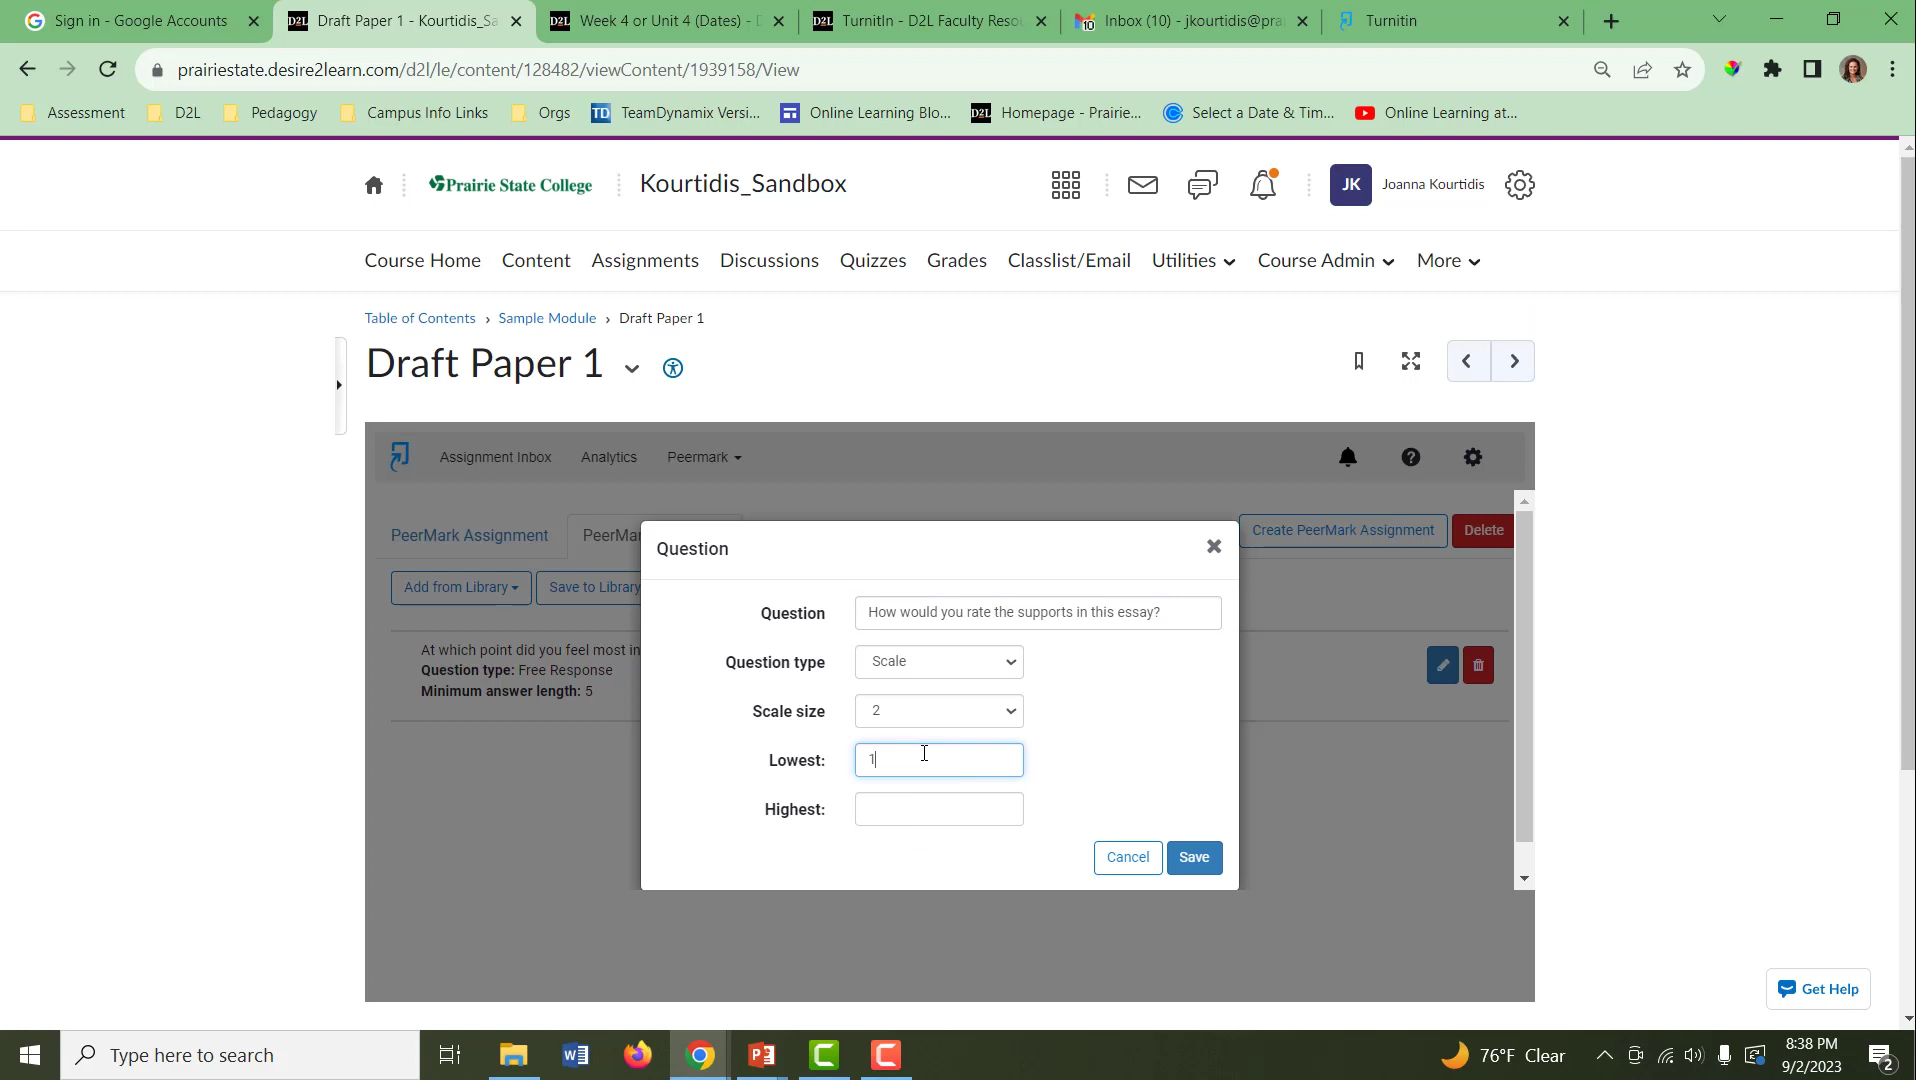 Sign in - Google Accounts
Draft Paper 1 - Kourtidis_Sa
Week 4 or Unit 4 (Dates) - D
TurnitIn - D2L Faculty Resou
Inbox (10) - jkourtidis@prai
Turnitin
prairiestate.desire2learn.com/d2l/le/content/128482/viewContent/1939158/View
Assessment
D2L
Pedagogy
Campus Info Links
Orgs
TD
TeamDynamix Versi...
Online Learning Blo...
D2L
Homepage - Prairie...
Select a Date & Tim...
Online Learning at...
Prairie State College
Kourtidis_Sandbox
JK
Joanna Kourtidis
Course Home
Content
Assignments
Discussions
Quizzes
Grades
Classlist/Email
Utilities
Course Admin
More
Table of Contents › Sample Module › Draft Paper 1
Draft Paper 1
Assignment Inbox
Analytics
Peermark
PeerMark Assignment
PeerMa
Create PeerMark Assignment
Delete
Add from Library
Save to Library
At which point did you feel most in
Question type: Free Response
Minimum answer length: 5
Question
Question
How would you rate the supports in this essay?
Question type
Scale
Scale size
2
Lowest:
1
Highest:
Cancel
Save
Get Help
Type here to search
76°F Clear
8:38 PM
9/2/2023
2